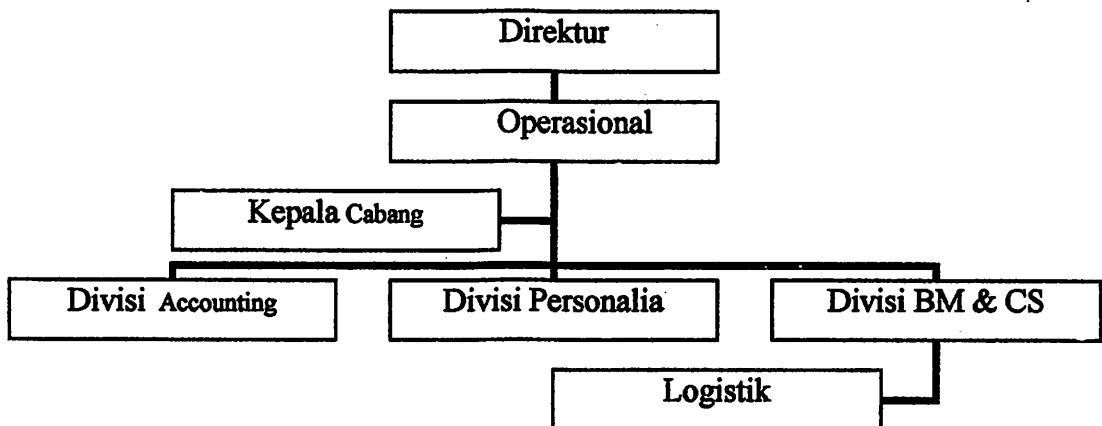 Direktur
Operasional
Kepala Cabang
Divisi Accounting
Divisi Personalia
Divisi BM & CS
Logistik